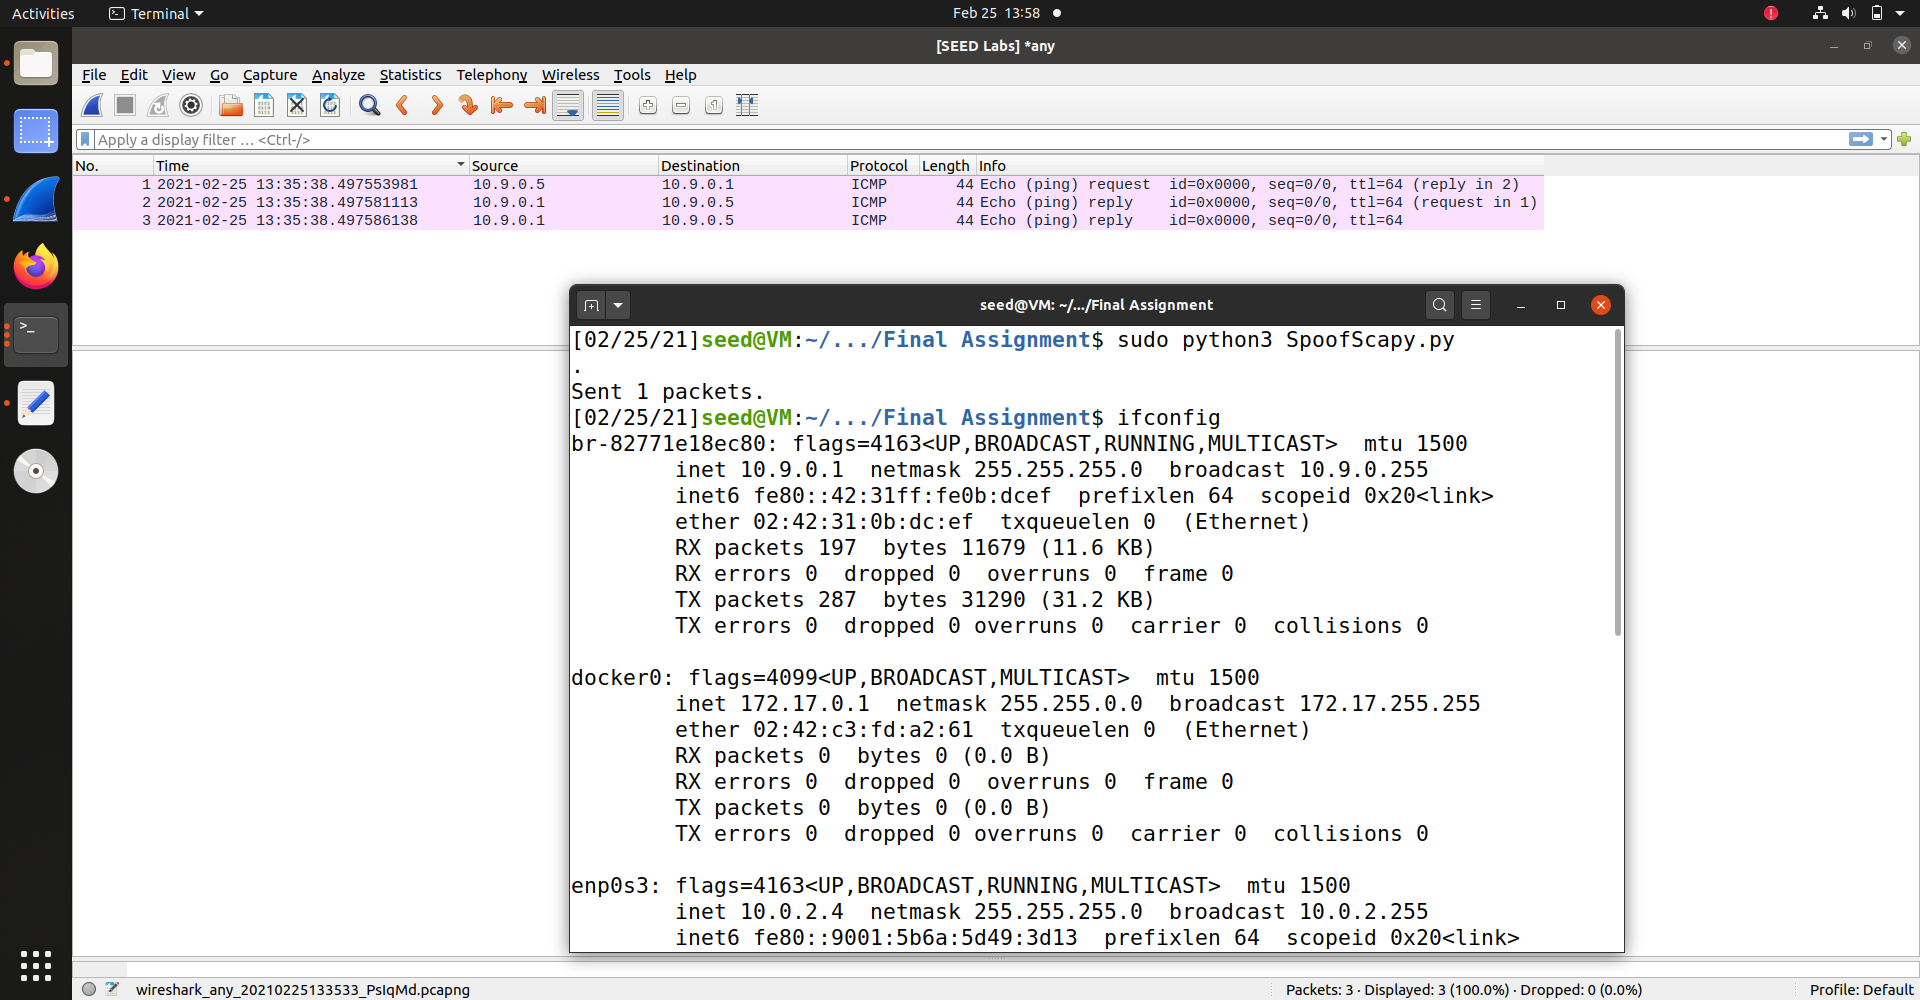 Activities Terminal Feb 25 13:58
[SEED Labs] *any
File Edit View Go Capture Analyze Statistics Telephony Wireless Tools Help
Apply a display filter … <Ctrl-/>
No. Time Source Destination Protocol Length Info
1 2021-02-25 13:35:38.497553981 10.9.0.5 10.9.0.1 ICMP 44 Echo (ping) request id=0x0000, seq=0/0, ttl=64 (reply in 2)
2 2021-02-25 13:35:38.497581113 10.9.0.1 10.9.0.5 ICMP 44 Echo (ping) reply id=0x0000, seq=0/0, ttl=64 (request in 1)
3 2021-02-25 13:35:38.497586138 10.9.0.1 10.9.0.5 ICMP 44 Echo (ping) reply id=0x0000, seq=0/0, ttl=64
seed@VM: ~/.../Final Assignment
[02/25/21]seed@VM:~/.../Final Assignment$ sudo python3 SpoofScapy.py
.
Sent 1 packets.
[02/25/21]seed@VM:~/.../Final Assignment$ ifconfig
br-82771e18ec80: flags=4163<UP,BROADCAST,RUNNING,MULTICAST>  mtu 1500
inet 10.9.0.1  netmask 255.255.255.0  broadcast 10.9.0.255
inet6 fe80::42:31ff:fe0b:dcef  prefixlen 64  scopeid 0x20<link>
ether 02:42:31:0b:dc:ef  txqueuelen 0  (Ethernet)
RX packets 197  bytes 11679 (11.6 KB)
RX errors 0  dropped 0  overruns 0  frame 0
TX packets 287  bytes 31290 (31.2 KB)
TX errors 0  dropped 0 overruns 0  carrier 0  collisions 0
docker0: flags=4099<UP,BROADCAST,MULTICAST>  mtu 1500
inet 172.17.0.1  netmask 255.255.0.0  broadcast 172.17.255.255
ether 02:42:c3:fd:a2:61  txqueuelen 0  (Ethernet)
RX packets 0  bytes 0 (0.0 B)
RX errors 0  dropped 0  overruns 0  frame 0
TX packets 0  bytes 0 (0.0 B)
TX errors 0  dropped 0 overruns 0  carrier 0  collisions 0
enp0s3: flags=4163<UP,BROADCAST,RUNNING,MULTICAST>  mtu 1500
inet 10.0.2.4  netmask 255.255.255.0  broadcast 10.0.2.255
inet6 fe80::9001:5b6a:5d49:3d13  prefixlen 64  scopeid 0x20<link>
wireshark_any_20210225133533_PsIqMd.pcapng Packets: 3 · Displayed: 3 (100.0%) · Dropped: 0 (0.0%) Profile: Default